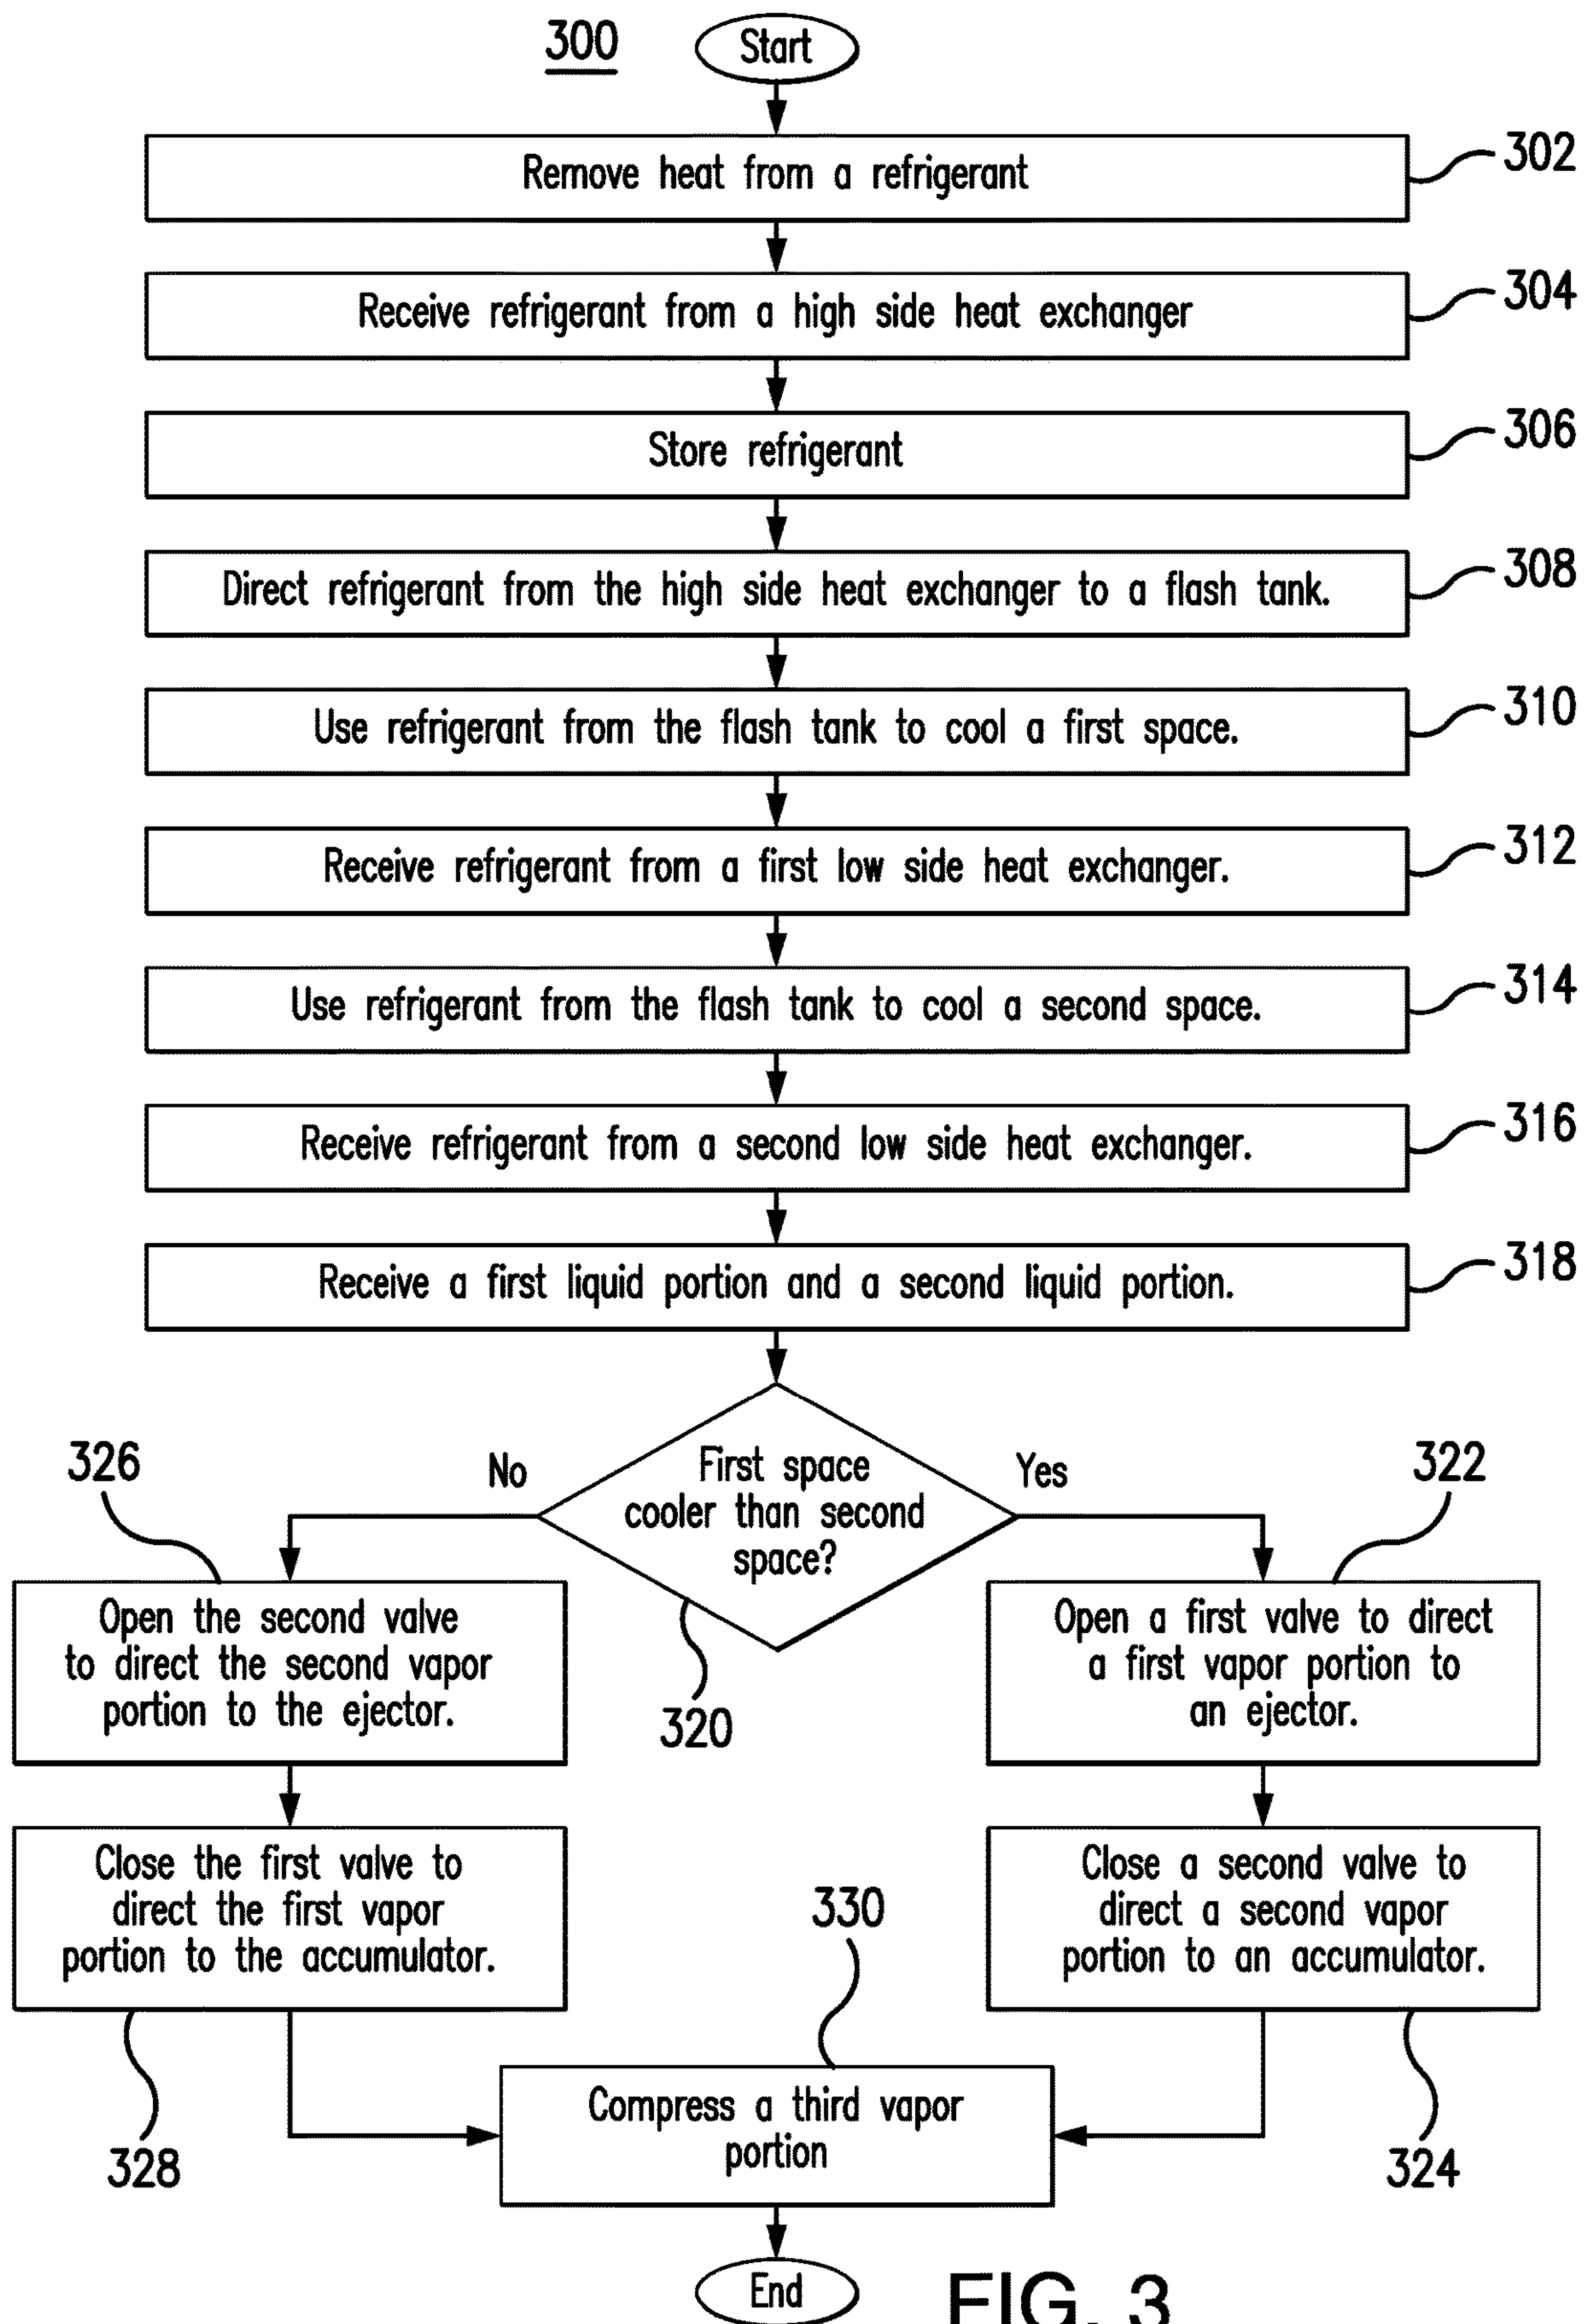 300
Start
Remove heat from a refrigerant
302
Receive refrigerant from a high side heat exchanger
304
Store refrigerant
306
Direct refrigerant from the high side heat exchanger to a flash tank.
308
Use refrigerant from the flash tank to cool a first space.
310
Receive refrigerant from a first low side heat exchanger.
312
Use refrigerant from the flash tank to cool a second space.
314
Receive refrigerant from a second low side heat exchanger.
316
Receive a first liquid portion and a second liquid portion.
318
First space
cooler than second
space?
320
No
Yes
326
Open the second valve
to direct the second vapor
portion to the ejector.
322
Open a first valve to direct
a first vapor portion to
an ejector.
Close the first valve to
direct the first vapor
portion to the accumulator.
328
Close a second valve to
direct a second vapor
portion to an accumulator.
324
330
Compress a third vapor
portion
End
FIG. 3